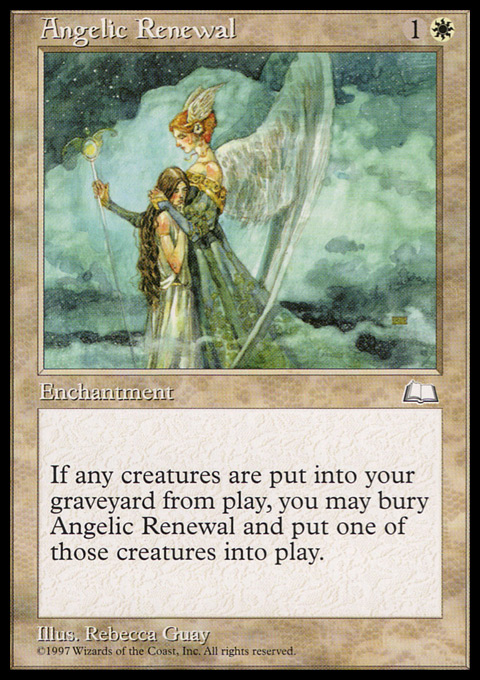 Angelic Renewal 1
Enchantment
If any creatures are put into your
graveyard from play, you may bury
Angelic Renewal and put one of
those creatures into play.
Illus. Rebecca Guay
©1997 Wizards of the Coast, Inc. All rights reserved.